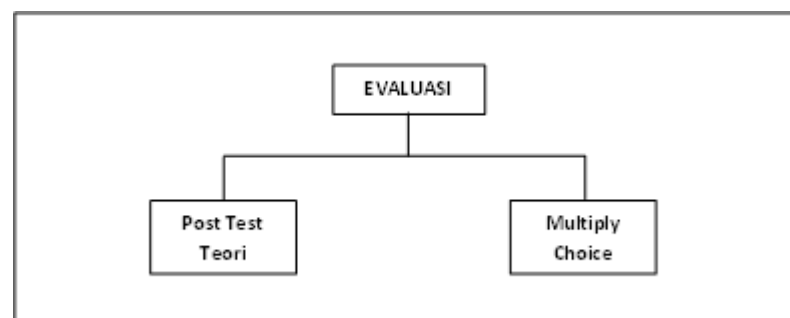 EVALUASI
Post Test
Teori
Multiply
Choice